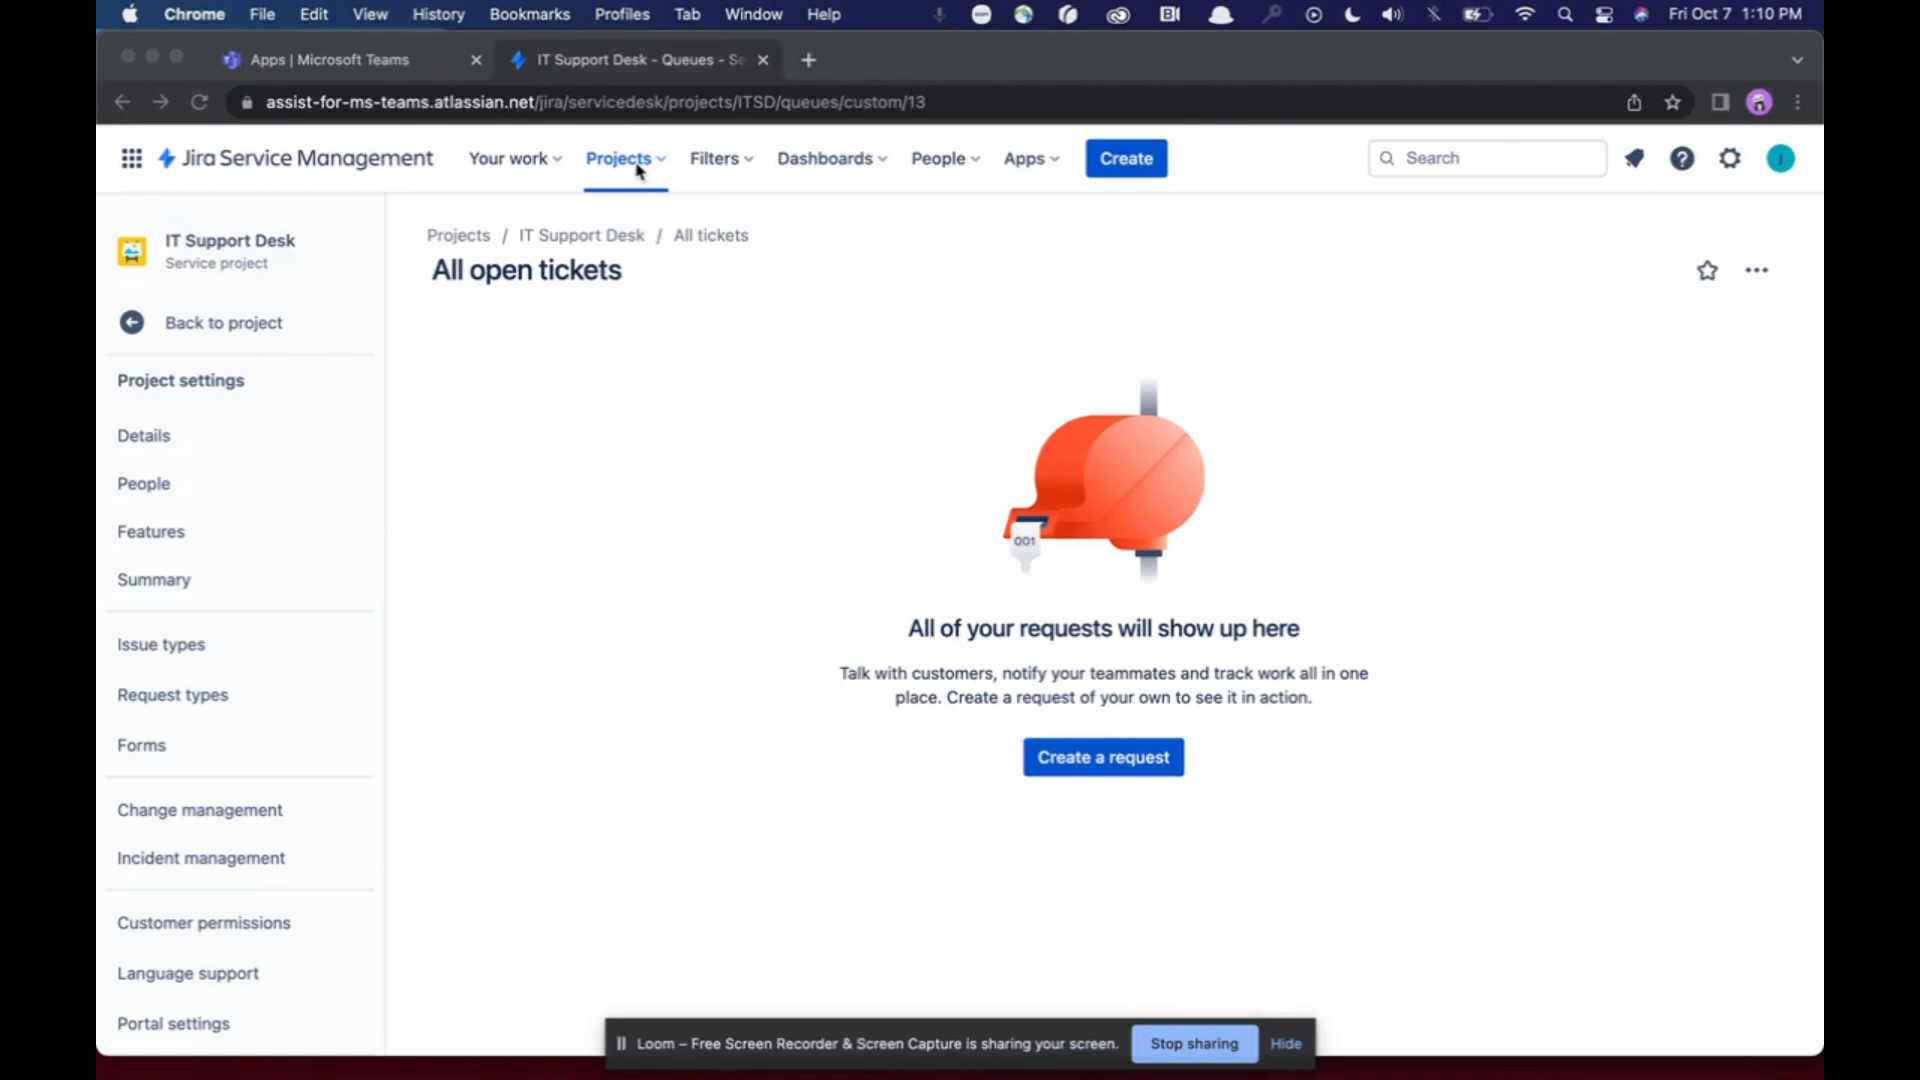 Chrome File Edit View History Bookmarks Profiles Tab Window Help Fri Oct 7 1:10 PM
Apps | Microsoft Teams IT Support Desk - Queues - Se
assist-for-ms-teams.atlassian.net/jira/servicedesk/projects/ITSD/queues/custom/13
Jira Service Management Your work Projects Filters Dashboards People Apps Create Search J
IT Support Desk
Service project
Back to project
Project settings
Details
People
Features
Summary
Issue types
Request types
Forms
Change management
Incident management
Customer permissions
Language support
Portal settings
Projects / IT Support Desk / All tickets
All open tickets
001
All of your requests will show up here
Talk with customers, notify your teammates and track work all in one
place. Create a request of your own to see it in action.
Create a request
Loom – Free Screen Recorder & Screen Capture is sharing your screen. Stop sharing Hide